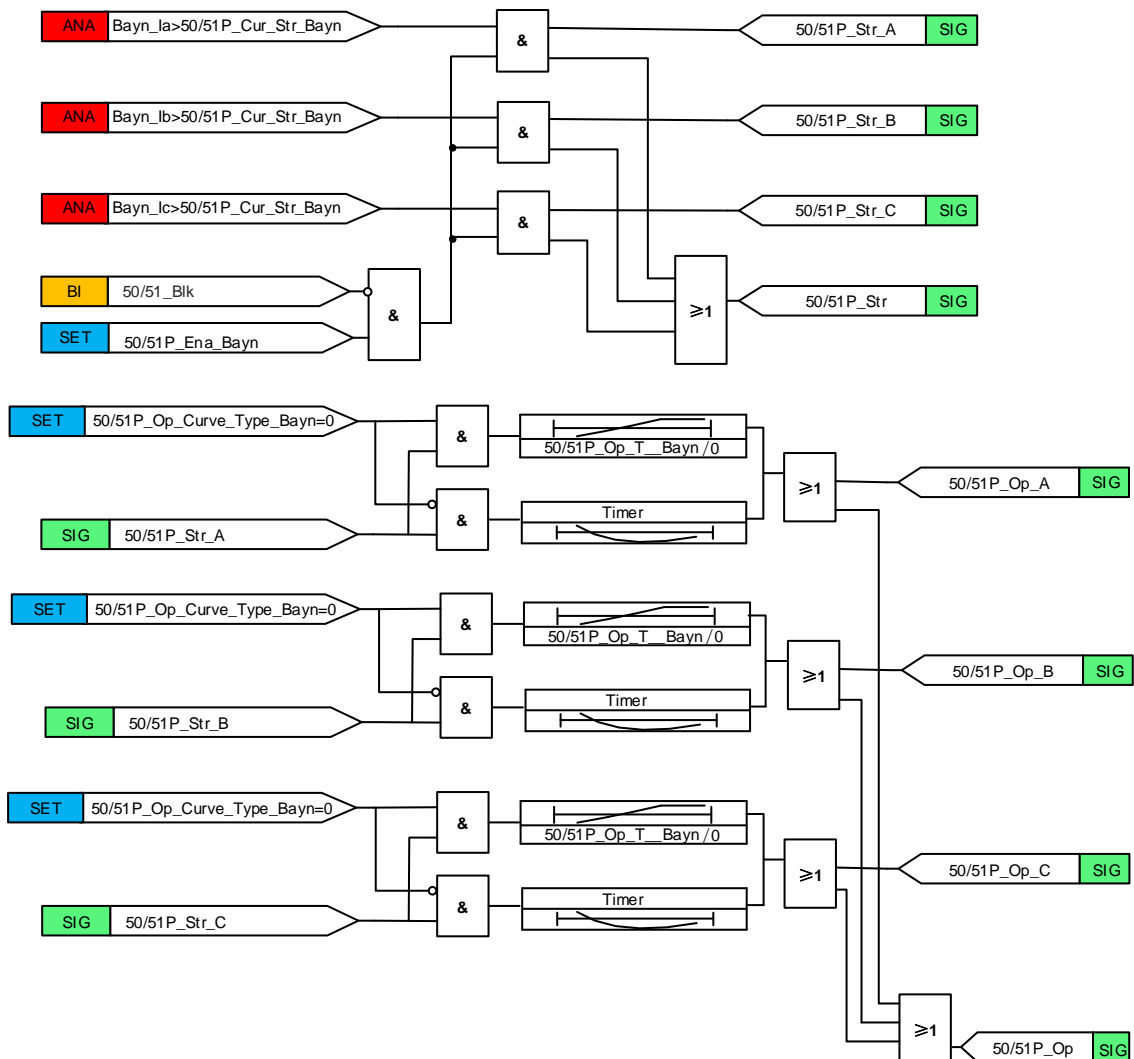 ANA Bayn_Ia>50/51P_Cur_Str_Bayn & 50/51P_Str_A SIG
ANA Bayn_Ib>50/51P_Cur_Str_Bayn & 50/51P_Str_B SIG
ANA Bayn_Ic>50/51P_Cur_Str_Bayn & 50/51P_Str_C SIG
BI 50/51_Blk
& ≥1 50/51P_Str SIG
SET 50/51P_Ena_Bayn
SET 50/51P_Op_Curve_Type_Bayn=0 &
50/51P_Op_T__Bayn/0
≥1 50/51P_Op_A SIG
Timer
&
SIG 50/51P_Str_A
SET 50/51P_Op_Curve_Type_Bayn=0 &
50/51P_Op_T__Bayn/0
≥1 50/51P_Op_B SIG
Timer
&
SIG 50/51P_Str_B
SET 50/51P_Op_Curve_Type_Bayn=0 &
50/51P_Op_T__Bayn/0
≥1 50/51P_Op_C SIG
Timer
&
SIG 50/51P_Str_C
≥1 50/51P_Op SIG